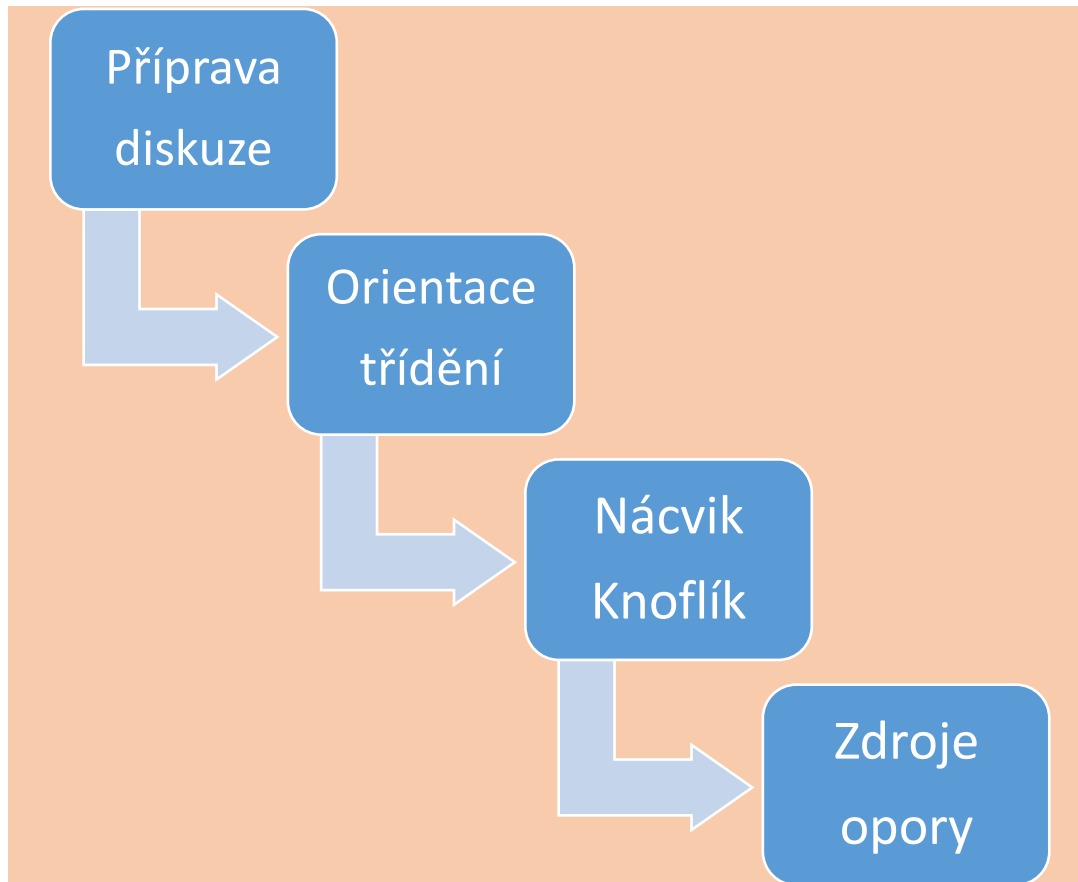 Příprava
diskuze
Orientace
třídění
Nácvik
Knoflík
Zdroje
opory